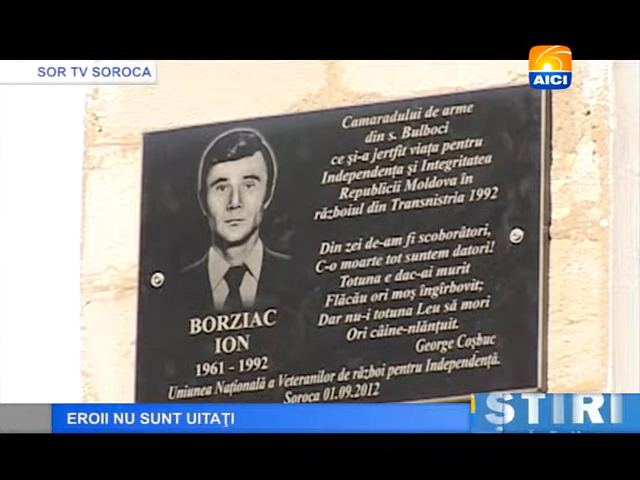 SOR TV SOROCA
AICI
Camaradului de arme
din s. Bulboci
ce şi-a jertfit viaţa pentru
Independenţa şi Integritatea
Republicii Moldova în
războiul din Transnistria 1992
Din zei de-am fi scoborâtori,
C-o moarte tot suntem datori!
Totuna e dac-ai murit
Flăcău ori moş îngîrbovit;
Dar nu-i totuna Leu să mori
Ori câine-nlănţuit.
George Coşbuc
BORZIAC
ION
1961 - 1992
Uniunea Naţională a Veteranilor de război pentru Independenţă.
Soroca 01.09.2012
EROII NU SUNT UITAŢI
STIRI